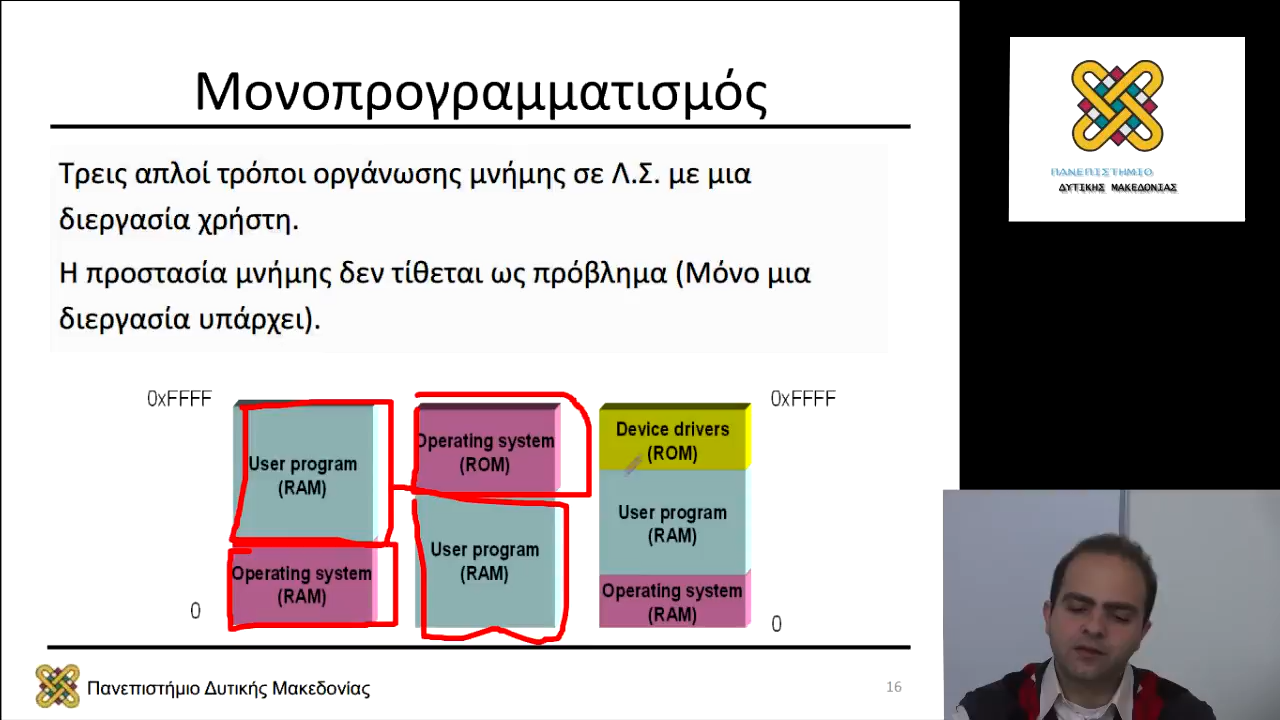 Μονοπρογραμματισμός
Τρεις απλοί τρόποι οργάνωσης μνήμης σε Λ.Σ. με μια
διεργασία χρήστη.
Η προστασία μνήμης δεν τίθεται ως πρόβλημα (Μόνο μια
διεργασία υπάρχει).
0xFFFF
User program
(RAM)
Operating system
(RAM)
0
Operating system
(ROM)
User program
(RAM)
0xFFFF
Device drivers
(ROM)
User program
(RAM)
Operating system
(RAM)
0
Πανεπιστήμιο Δυτικής Μακεδονίας
16
ΠΑΝΕΠΙΣΤΗΜΙΟ
ΔΥΤΙΚΗΣ ΜΑΚΕΔΟΝΙΑΣ